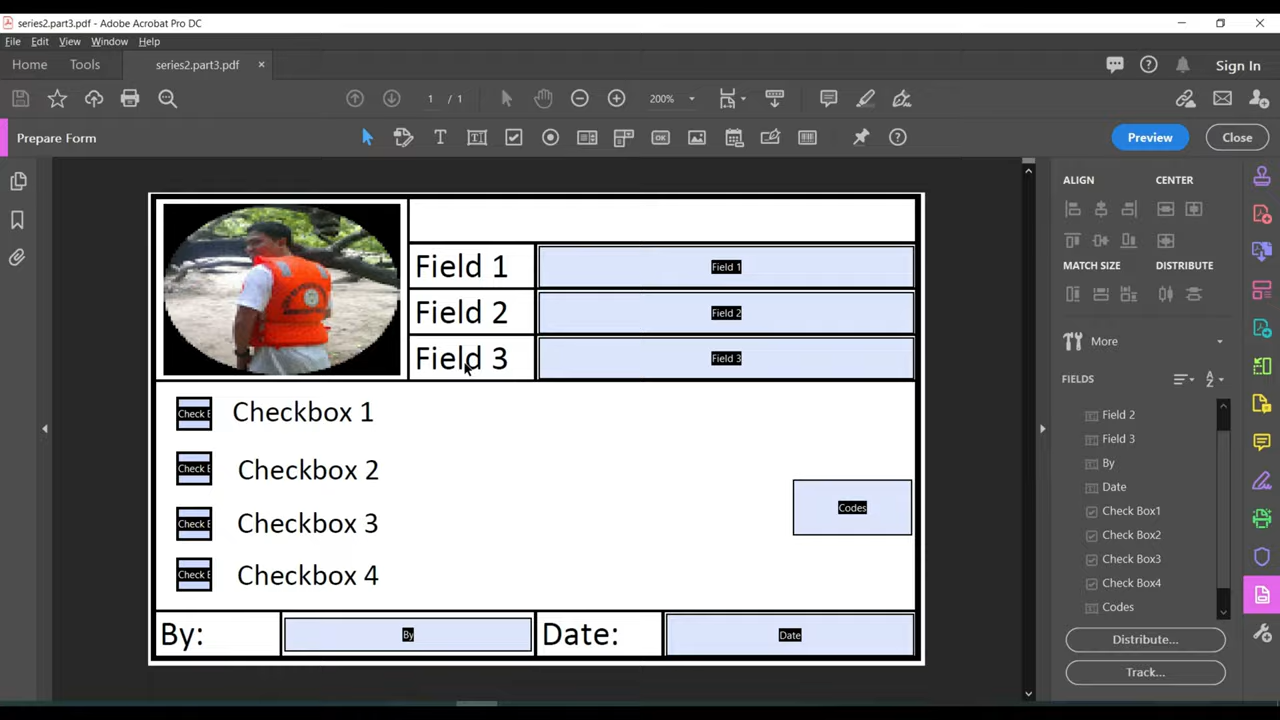 series2.part3.pdf - Adobe Acrobat Pro DC
File Edit View Window Help
Home Tools series2.part3.pdf × Sign In
1 / 1 200%
Prepare Form Preview Close
ALIGN CENTER
MATCH SIZE DISTRIBUTE
More
FIELDS
Field 2
Field 3
By
Date
Check Box1
Check Box2
Check Box3
Check Box4
Codes
Distribute...
Track...
Field 1 Field 1
Field 2 Field 2
Field 3 Field 3
Check B Checkbox 1
Check B Checkbox 2
Check B Checkbox 3
Check B Checkbox 4
Codes
By: By Date: Date